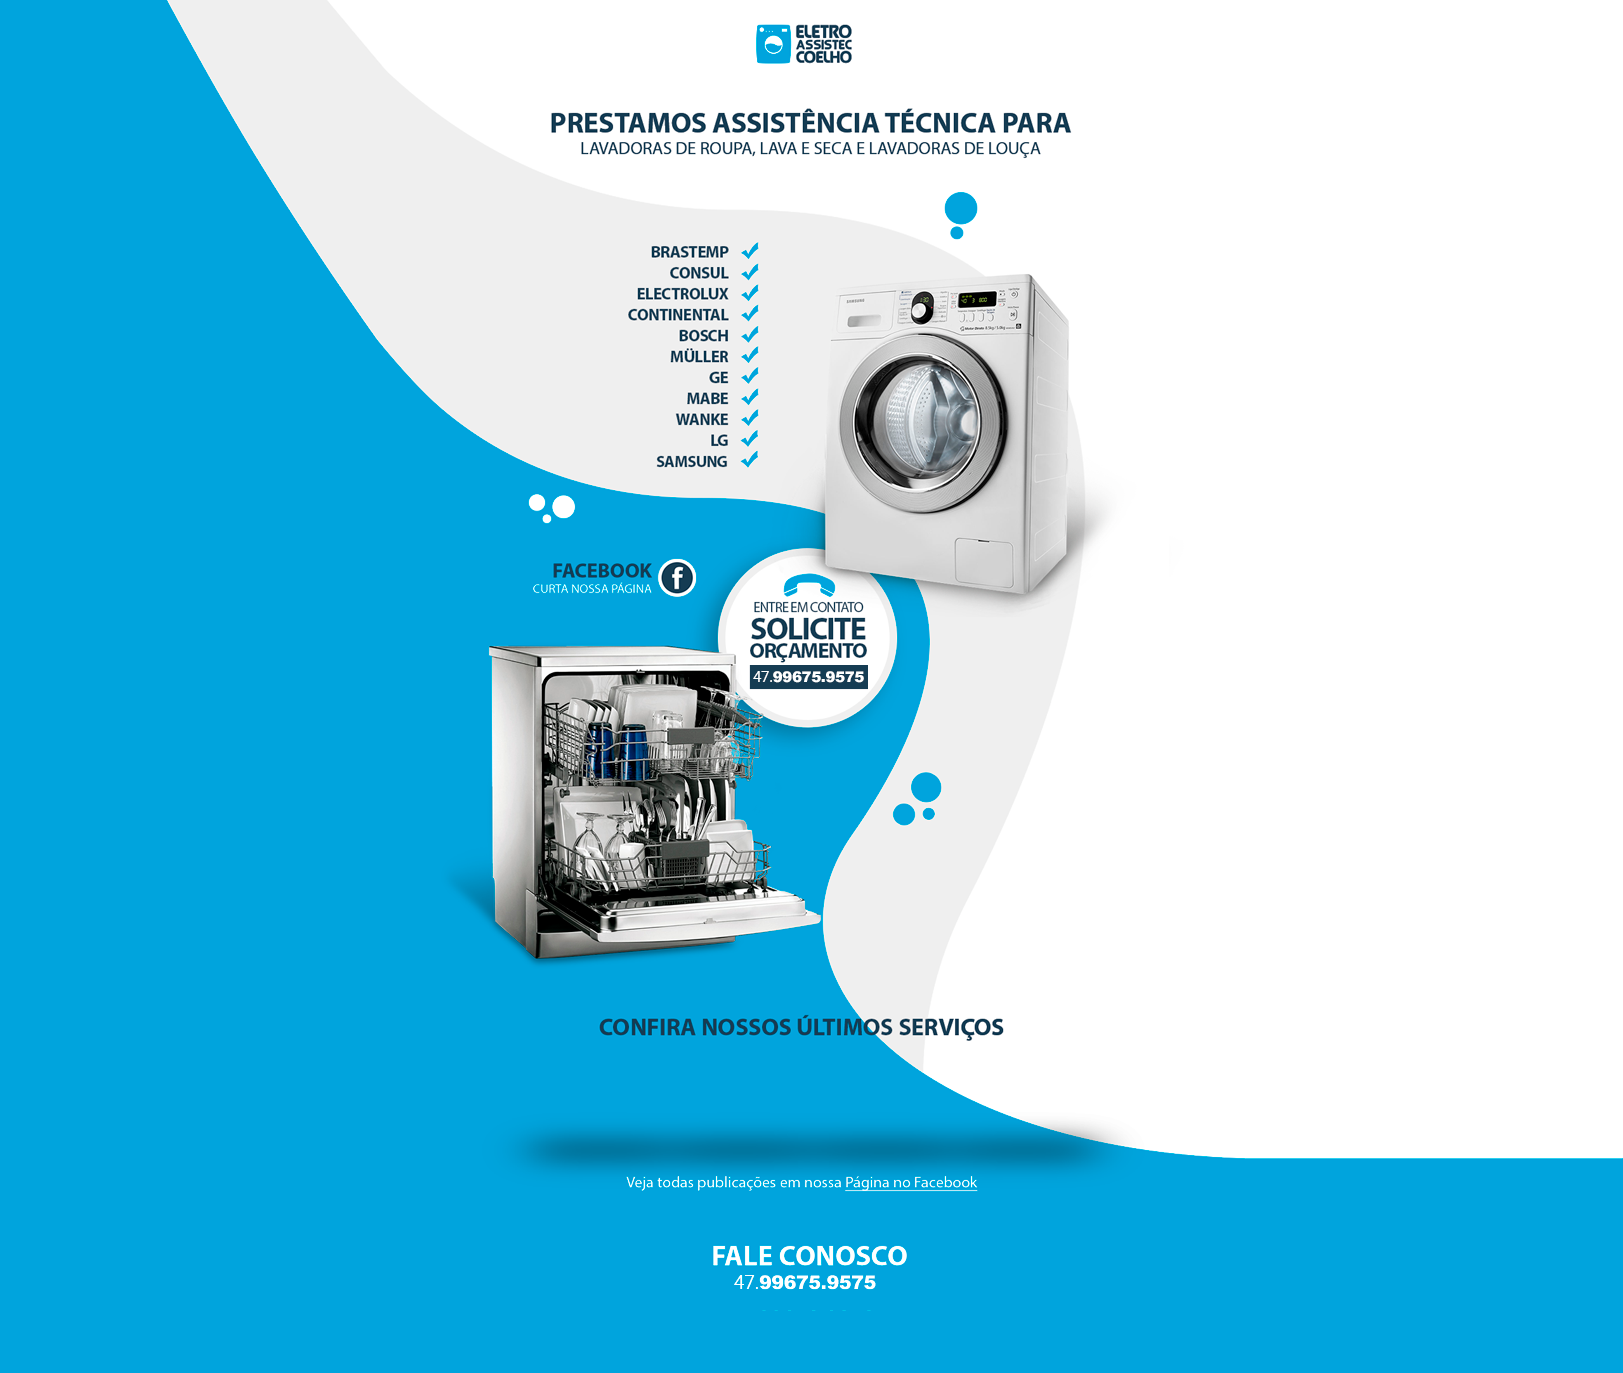 ELETRO
ASSISTEC
COELHO
PRESTAMOS ASSISTÊNCIA TÉCNICA PARA
LAVADORAS DE ROUPA, LAVA E SECA E LAVADORAS DE LOUÇA
BRASTEMP
CONSUL
ELECTROLUX
CONTINENTAL
BOSCH
MÜLLER
GE
MABE
WANKE
LG
SAMSUNG
SAMSUNG
FACEBOOK
CURTA NOSSA PÁGINA
ENTRE EM CONTATO
SOLICITE
ORÇAMENTO
47.99675.9575
CONFIRA NOSSOS ÚLTIMOS SERVIÇOS
Veja todas publicações em nossa Página no Facebook
FALE CONOSCO
47.99675.9575